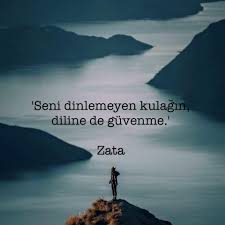 'Seni dinlemeyen kulağın,
diline de güvenme.'
Zata